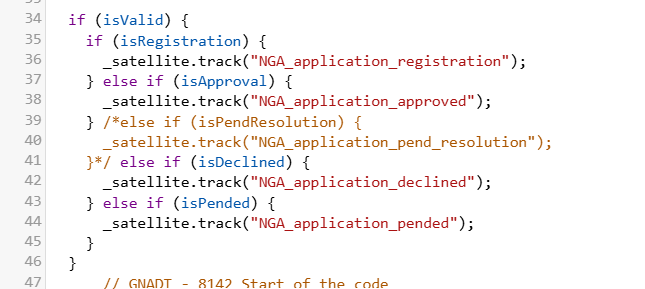 34 if (isValid) {
35 if (isRegistration) {
36 _satellite.track("NGA_application_registration");
37 } else if (isApproval) {
38 _satellite.track("NGA_application_approved");
39 } /*else if (isPendResolution) {
40 _satellite.track("NGA_application_pend_resolution");
41 }*/ else if (isDeclined) {
42 _satellite.track("NGA_application_declined");
43 } else if (isPended) {
44 _satellite.track("NGA_application_pended");
45 }
46 }
47 // GNADT - 8142 Start of the code